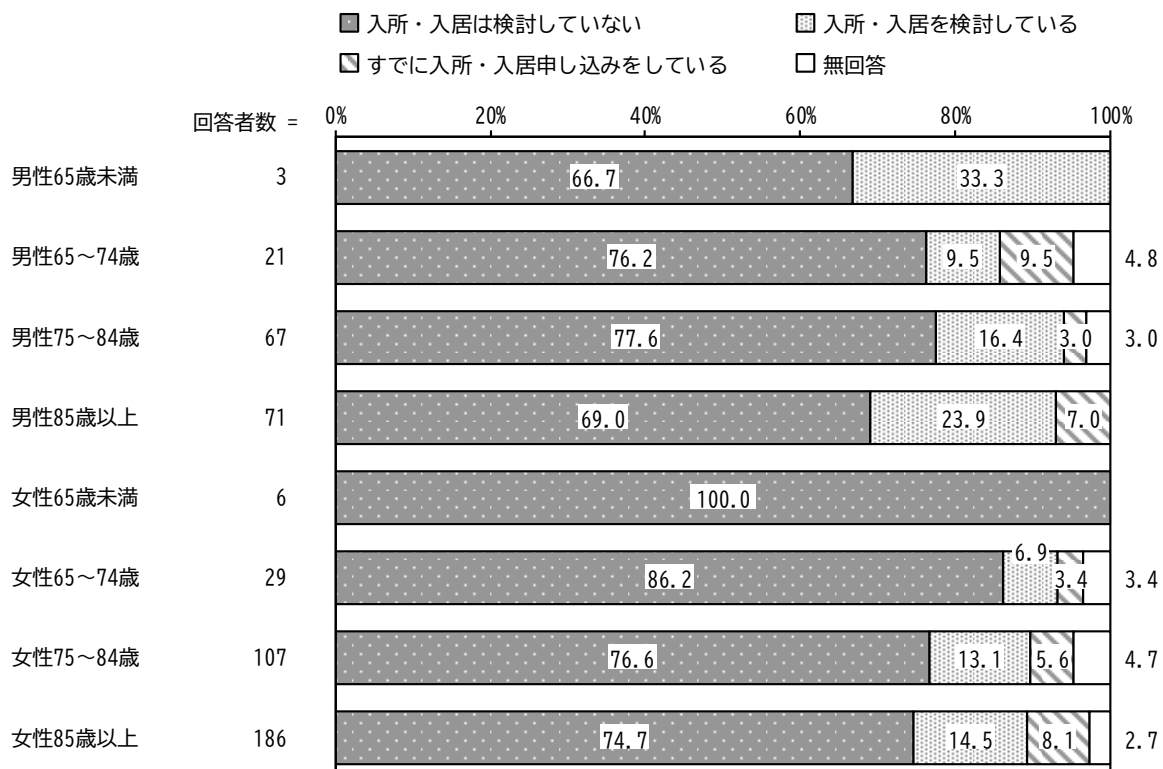 入所・入居は検討していない 入所・入居を検討している
すでに入所・入居申し込みをしている 無回答
回答者数 = 0% 20% 40% 60% 80% 100%
男性65歳未満 3 66.7 33.3
男性65～74歳 21 76.2 9.5 9.5 4.8
男性75～84歳 67 77.6 16.4 3.0 3.0
男性85歳以上 71 69.0 23.9 7.0
女性65歳未満 6 100.0
女性65～74歳 29 86.2 6.9 3.4 3.4
女性75～84歳 107 76.6 13.1 5.6 4.7
女性85歳以上 186 74.7 14.5 8.1 2.7